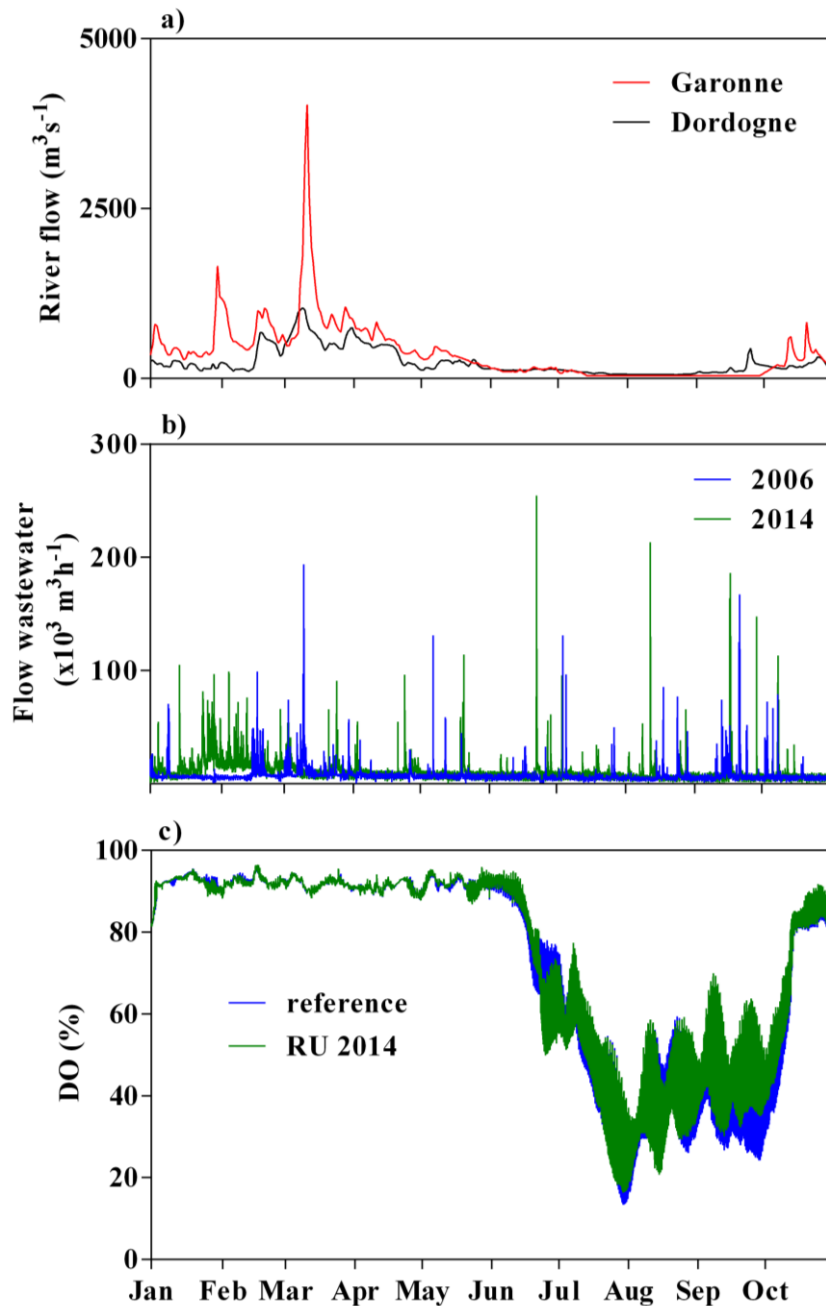 a)
5000
2500
0
River flow (m³s⁻¹)
Garonne
Dordogne
b)
300
200
100
Flow wastewater
(x10³ m³h⁻¹)
2006
2014
c)
100
80
60
40
20
0
DO (%)
reference
RU 2014
Jan Feb Mar Apr May Jun Jul Aug Sep Oct